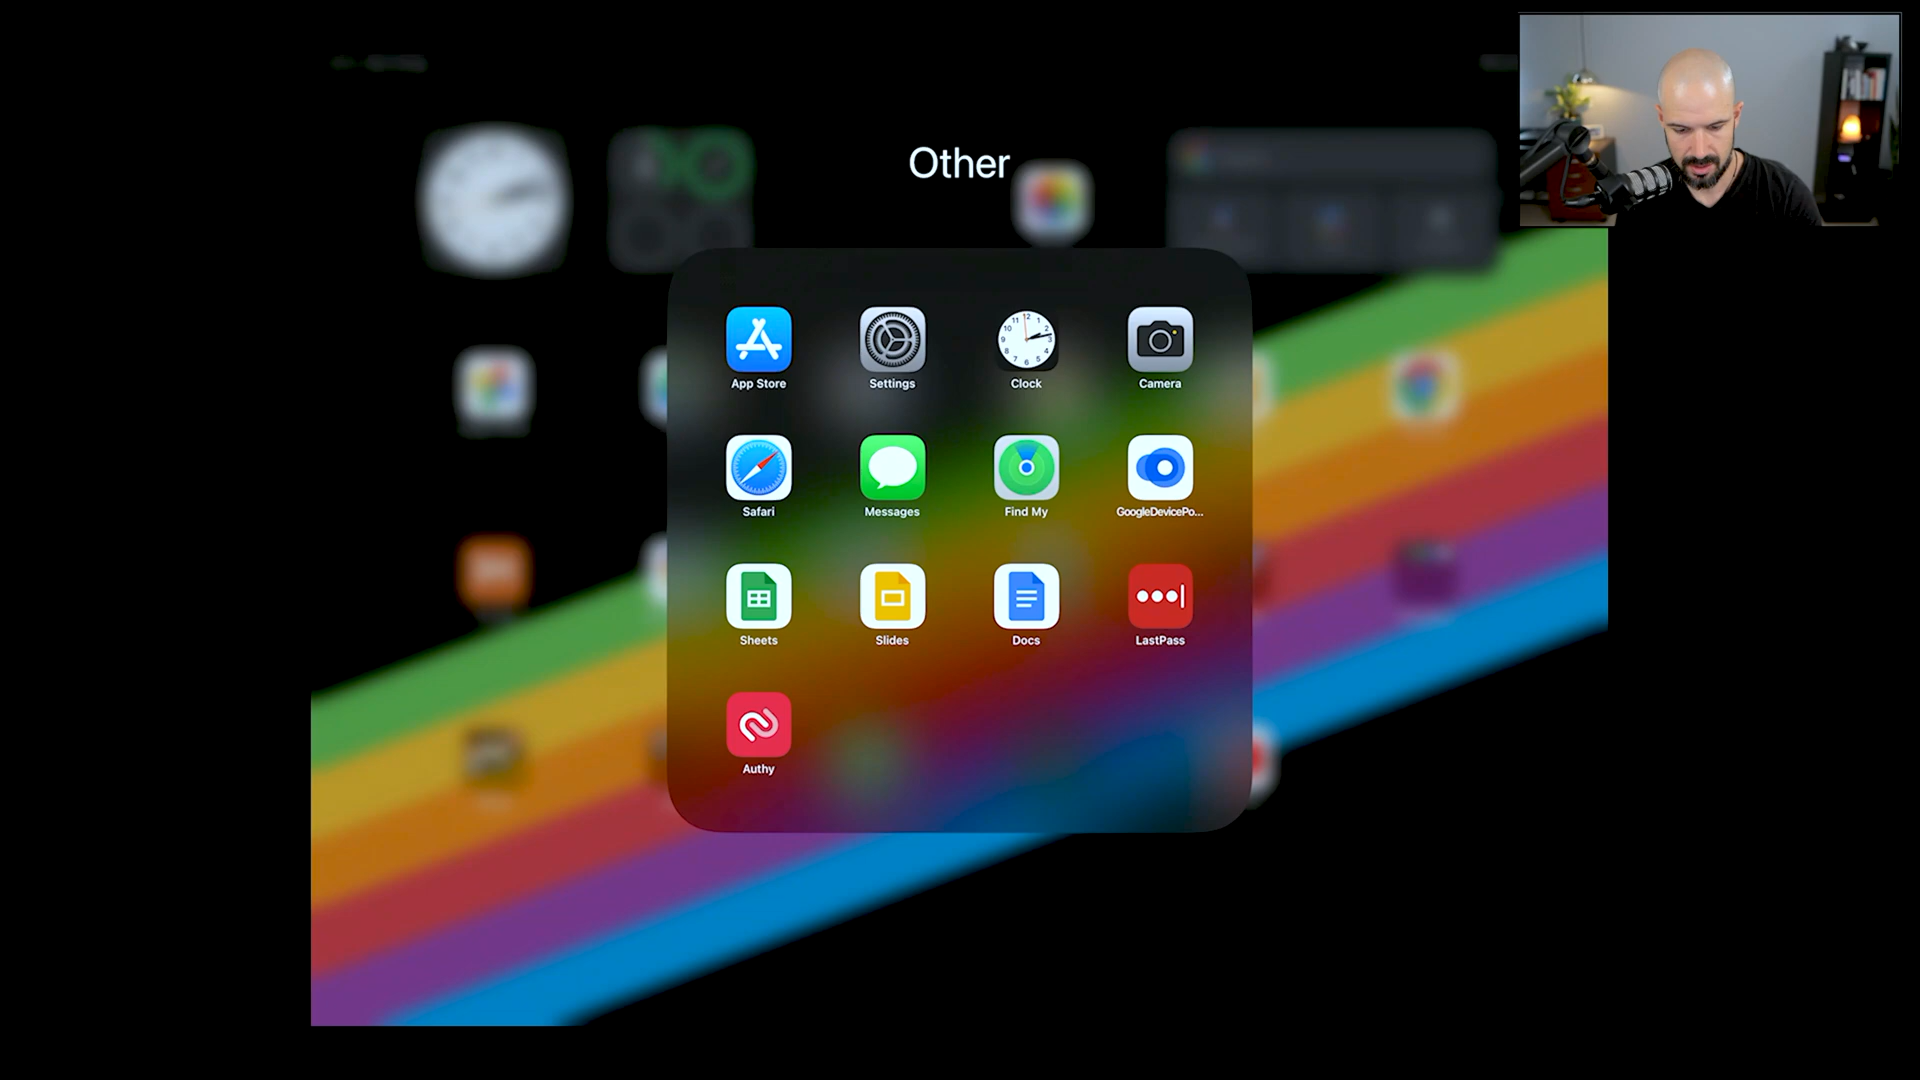 Other
App Store
Settings
Clock
Camera
Safari
Messages
Find My
GoogleDevicePo...
Sheets
Slides
Docs
LastPass
Authy